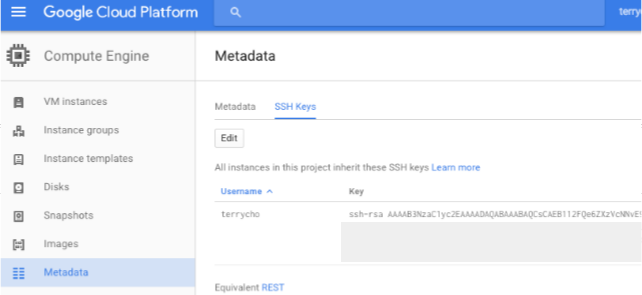 Google Cloud Platform
terry
Compute Engine
Metadata
VM instances
Instance groups
Instance templates
Disks
Snapshots
Images
Metadata
Metadata SSH Keys
Edit
All instances in this project inherit these SSH keys Learn more
Username Key
terrycho ssh-rsa
Equivalent REST